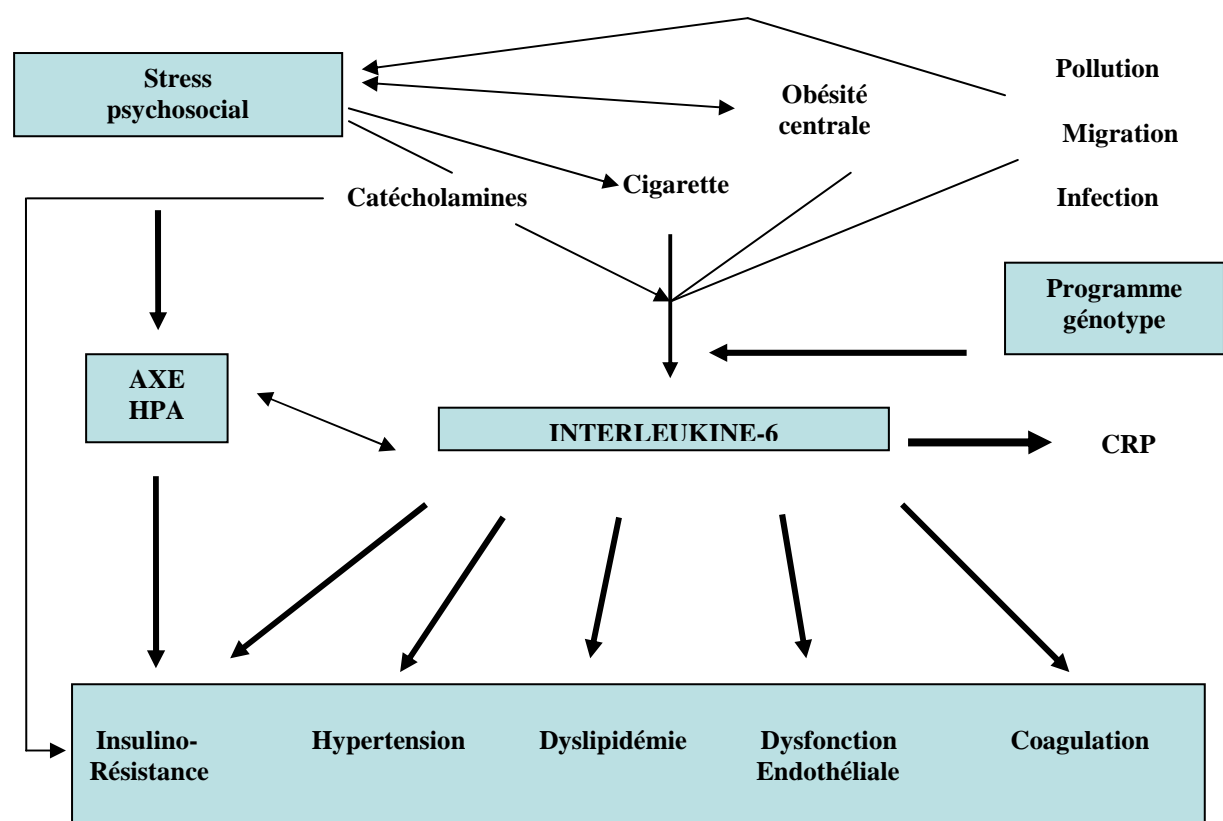 Stress
psychosocial
Pollution
Obésité
centrale
Migration
Cigarette
Catécholamines
Infection
Programme
génotype
AXE
HPA
INTERLEUKINE-6
CRP
Insulino-
Résistance
Hypertension
Dyslipidémie
Dysfonction
Endothéliale
Coagulation